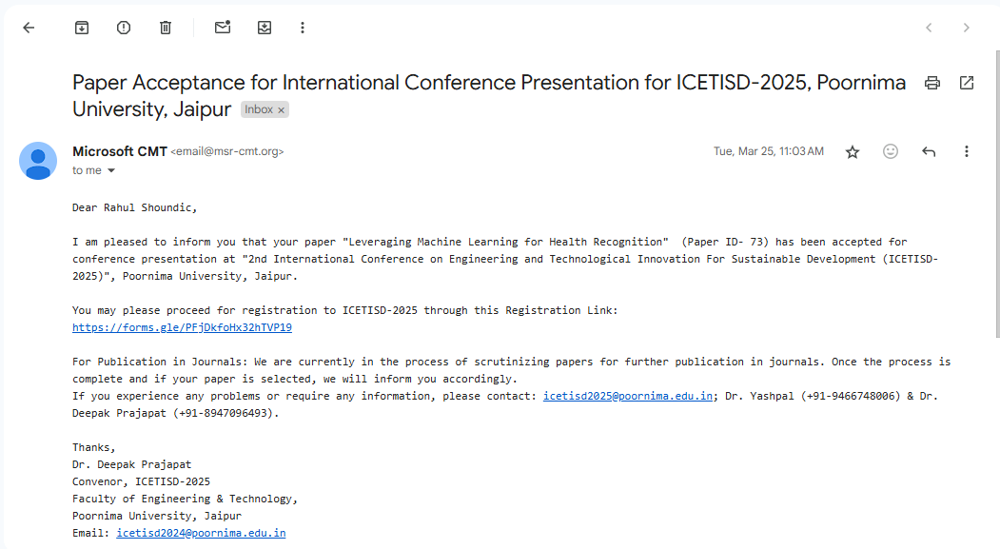 Paper Acceptance for International Conference Presentation for ICETISD-2025, Poornima
University, Jaipur Inbox ×
Microsoft CMT <email@msr-cmt.org> Tue, Mar 25, 11:03 AM
to me
Dear Rahul Shoundic,
I am pleased to inform you that your paper "Leveraging Machine Learning for Health Recognition"  (Paper ID- 73) has been accepted for
conference presentation at "2nd International Conference on Engineering and Technological Innovation For Sustainable Development (ICETISD-
2025)", Poornima University, Jaipur.
You may please proceed for registration to ICETISD-2025 through this Registration Link:
https://forms.gle/PFjDkfoHx32hTVP19
For Publication in Journals: We are currently in the process of scrutinizing papers for further publication in journals. Once the process is
complete and if your paper is selected, we will inform you accordingly.
If you experience any problems or require any information, please contact: icetisd2025@poornima.edu.in; Dr. Yashpal (+91-9466748006) & Dr.
Deepak Prajapat (+91-8947096493).
Thanks,
Dr. Deepak Prajapat
Convenor, ICETISD-2025
Faculty of Engineering & Technology,
Poornima University, Jaipur
Email: icetisd2024@poornima.edu.in